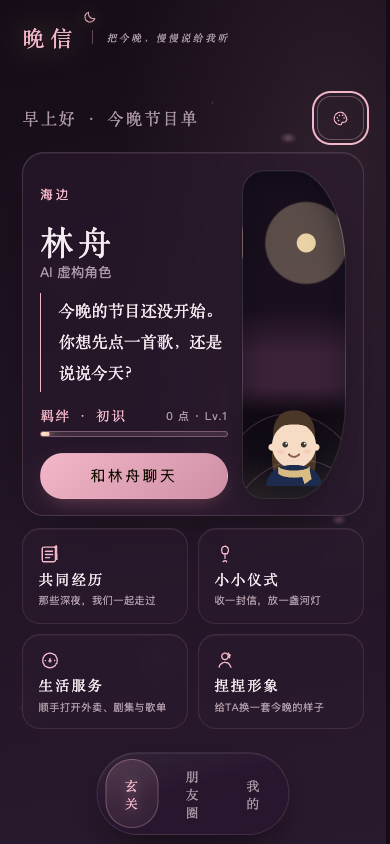 晚信
把今晚，慢慢说给我听
早上好 · 今晚节目单
海边
林舟
AI 虚构角色
今晚的节目还没开始。
你想先点一首歌，还是
说说今天？
羁绊 · 初识
0 点 · Lv.1
和林舟聊天
共同经历
那些深夜，我们一起走过
小小仪式
收一封信，放一盏河灯
生活服务
顺手打开外卖、剧集与歌单
捏捏形象
给TA换一套今晚的样子
玄关
朋友圈
我的